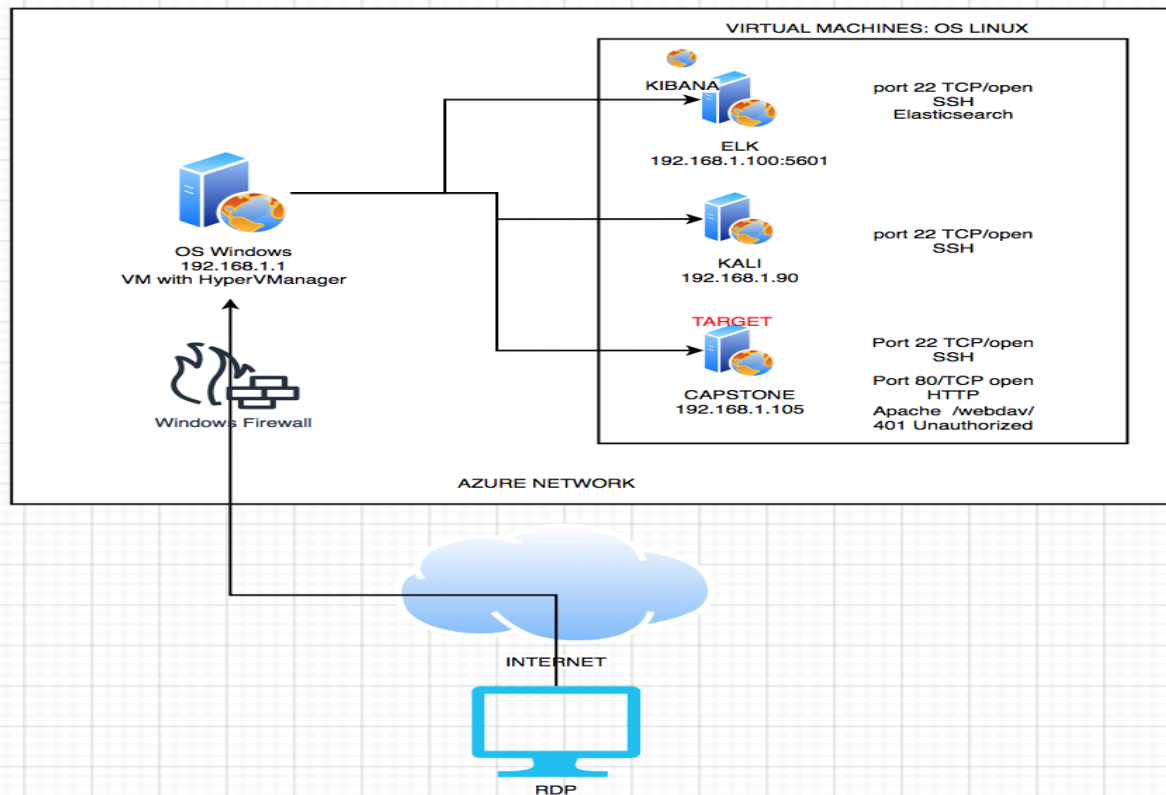 VIRTUAL MACHINES: OS LINUX
KIBANA
port 22 TCP/open
SSH
Elasticsearch
ELK
192.168.1.100:5601
OS Windows
192.168.1.1
VM with HyperVManager
KALI
192.168.1.90
port 22 TCP/open
SSH
TARGET
CAPSTONE
192.168.1.105
Port 22 TCP/open
SSH
Port 80/TCP open
HTTP
Apache /webdav/
401 Unauthorized
Windows Firewall
AZURE NETWORK
INTERNET
RDP